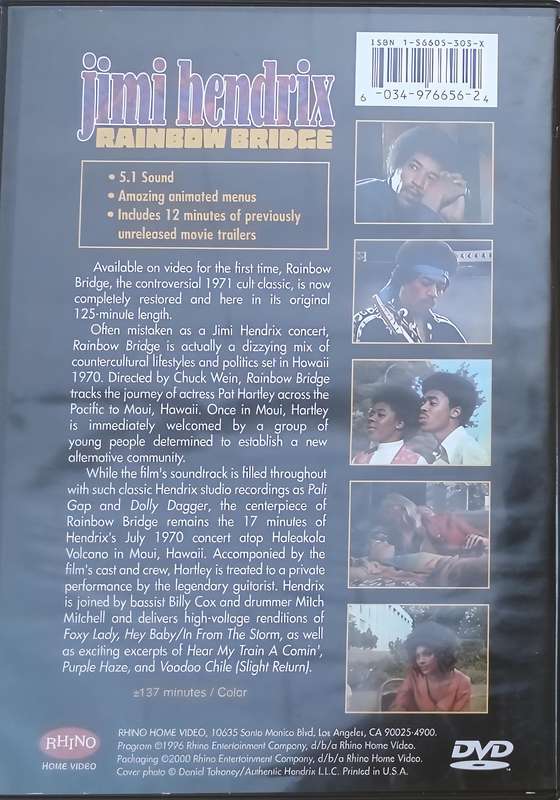 ISBN 1-56605-305-X
6 034-976656-2 4
jimi hendrix
RAINBOW BRIDGE
• 5.1 Sound
• Amazing animated menus
• Includes 12 minutes of previously
unreleased movie trailers
Available on video for the first time, Rainbow
Bridge, the controversial 1971 cult classic, is now
completely restored and here in its original
125-minute length.
Often mistaken as a Jimi Hendrix concert,
Rainbow Bridge is actually a dizzying mix of
countercultural lifestyles and politics set in Hawaii
1970. Directed by Chuck Wein, Rainbow Bridge
tracks the journey of actress Pat Hartley across the
Pacific to Moui, Hawaii. Once in Moui, Hartley
is immediately welcomed by a group of
young people determined to establish a new
alternative community.
While the film's soundtrack is filled throughout
with such classic Hendrix studio recordings as Pali
Gap and Dolly Dagger, the centerpiece of
Rainbow Bridge remains the 17 minutes of
Hendrix's July 1970 concert atop Haleakola
Volcano in Moui, Hawaii. Accompanied by the
film's cast and crew, Hartley is treated to a private
performance by the legendary guitarist. Hendrix
is joined by bassist Billy Cox and drummer Mitch
Mitchell and delivers high-voltage renditions of
Foxy Lady, Hey Baby/In From The Storm, as well
as exciting excerpts of Hear My Train A Comin',
Purple Haze, and Voodoo Chile (Slight Return).
±137 minutes / Color
RHINO
HOME VIDEO
RHINO HOME VIDEO, 10635 Santa Monica Blvd, Los Angeles, CA 90025-4900.
Program ©1996 Rhino Entertainment Company, d/b/a Rhino Home Video.
Packaging ©2000 Rhino Entertainment Company, d/b/a Rhino Home Video.
Cover photo © Daniel Tehaney/Authentic Hendrix L.L.C. Printed in U.S.A.
DVD